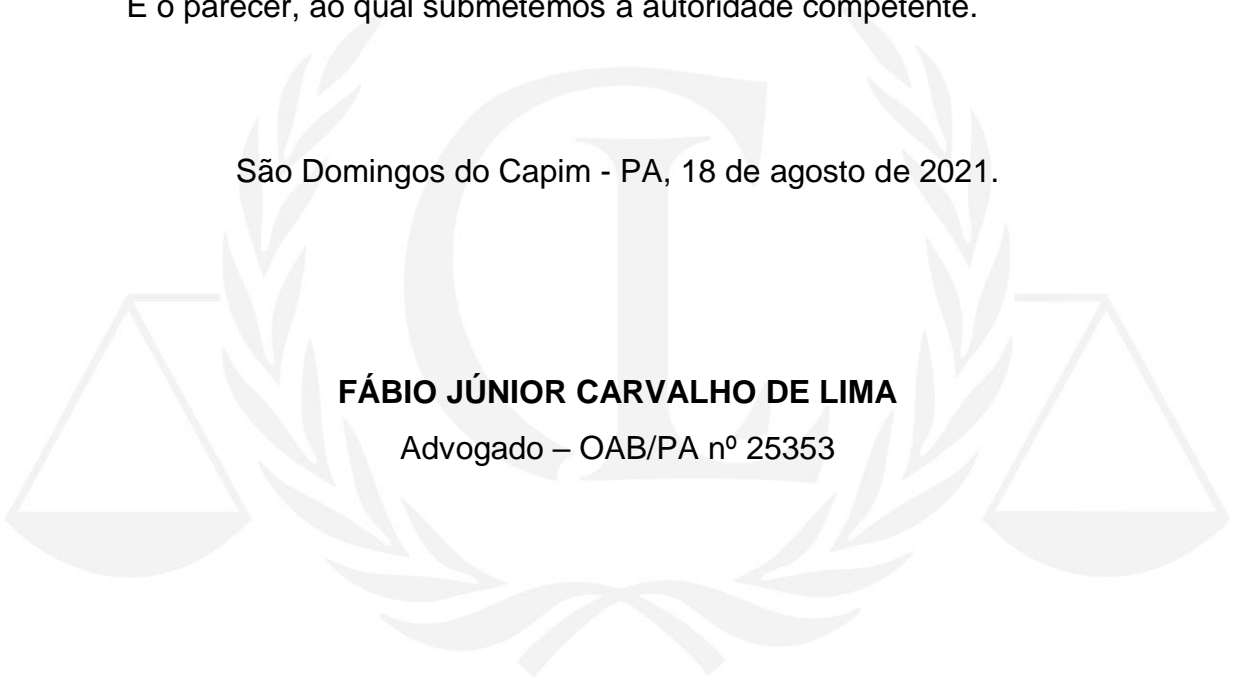 É o parecer, ao qual submetemos à autoridade competente.
São Domingos do Capim - PA, 18 de agosto de 2021.
FÁBIO JÚNIOR CARVALHO DE LIMA
Advogado – OAB/PA nº 25353
CL